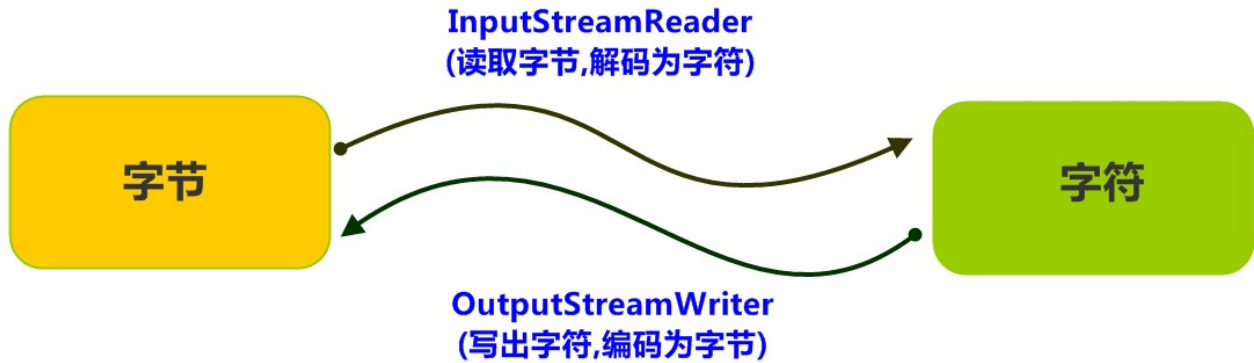 InputStreamReader
(读取字节,解码为字符)
字节
字符
OutputStreamWriter
(写出字符,编码为字节)